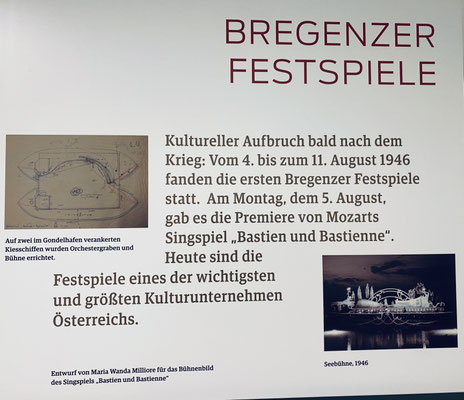 BREGENZER
FESTSPIELE
Kultureller Aufbruch bald nach dem
Krieg: Vom 4. bis zum 11. August 1946
fanden die ersten Bregenzer Festspiele
statt. Am Montag, dem 5. August,
gab es die Premiere von Mozarts
Singspiel „Bastien und Bastienne“.
Heute sind die
Festspiele eines der wichtigsten
und größten Kulturunternehmen
Österreichs.
Auf zwei im Gondelhafen verankerten
Kiesschiffen wurden Orchestergraben und
Bühne errichtet.
Seebühne, 1946
Entwurf von Maria Wanda Milliore für das Bühnenbild
des Singspiels „Bastien und Bastienne“